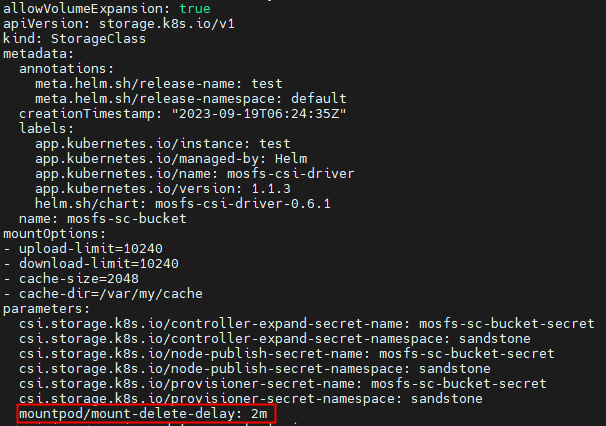 allowVolumeExpansion: true
apiVersion: storage.k8s.io/v1
kind: StorageClass
metadata:
  annotations:
    meta.helm.sh/release-name: test
    meta.helm.sh/release-namespace: default
  creationTimestamp: "2023-09-19T06:24:35Z"
  labels:
    app.kubernetes.io/instance: test
    app.kubernetes.io/managed-by: Helm
    app.kubernetes.io/name: mosfs-csi-driver
    app.kubernetes.io/version: 1.1.3
    helm.sh/chart: mosfs-csi-driver-0.6.1
  name: mosfs-sc-bucket
mountOptions:
- upload-limit=10240
- download-limit=10240
- cache-size=2048
- cache-dir=/var/my/cache
parameters:
  csi.storage.k8s.io/controller-expand-secret-name: mosfs-sc-bucket-secret
  csi.storage.k8s.io/controller-expand-secret-namespace: sandstone
  csi.storage.k8s.io/node-publish-secret-name: mosfs-sc-bucket-secret
  csi.storage.k8s.io/node-publish-secret-namespace: sandstone
  csi.storage.k8s.io/provisioner-secret-name: mosfs-sc-bucket-secret
  csi.storage.k8s.io/provisioner-secret-namespace: sandstone
  mountpod/mount-delete-delay: 2m